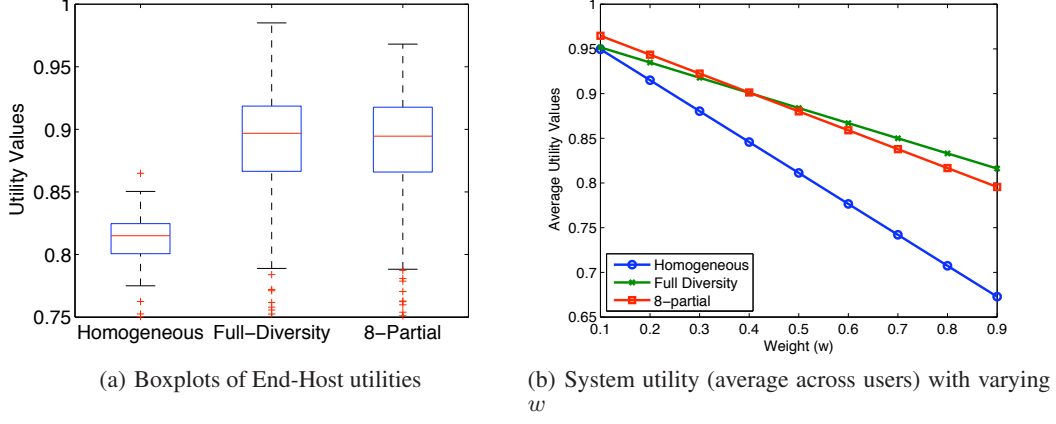 1
0.95
0.9
0.85
0.8
0.75
Utility Values
Homogeneous Full−Diversity 8−Partial
(a) Boxplots of End-Host utilities
1
0.95
0.9
0.85
0.8
0.75
0.7
0.65
Average Utility Values
Homogeneous
Full Diversity
8−partial
0.1 0.2 0.3 0.4 0.5 0.6 0.7 0.8 0.9
Weight (w)
(b) System utility (average across users) with varying
w